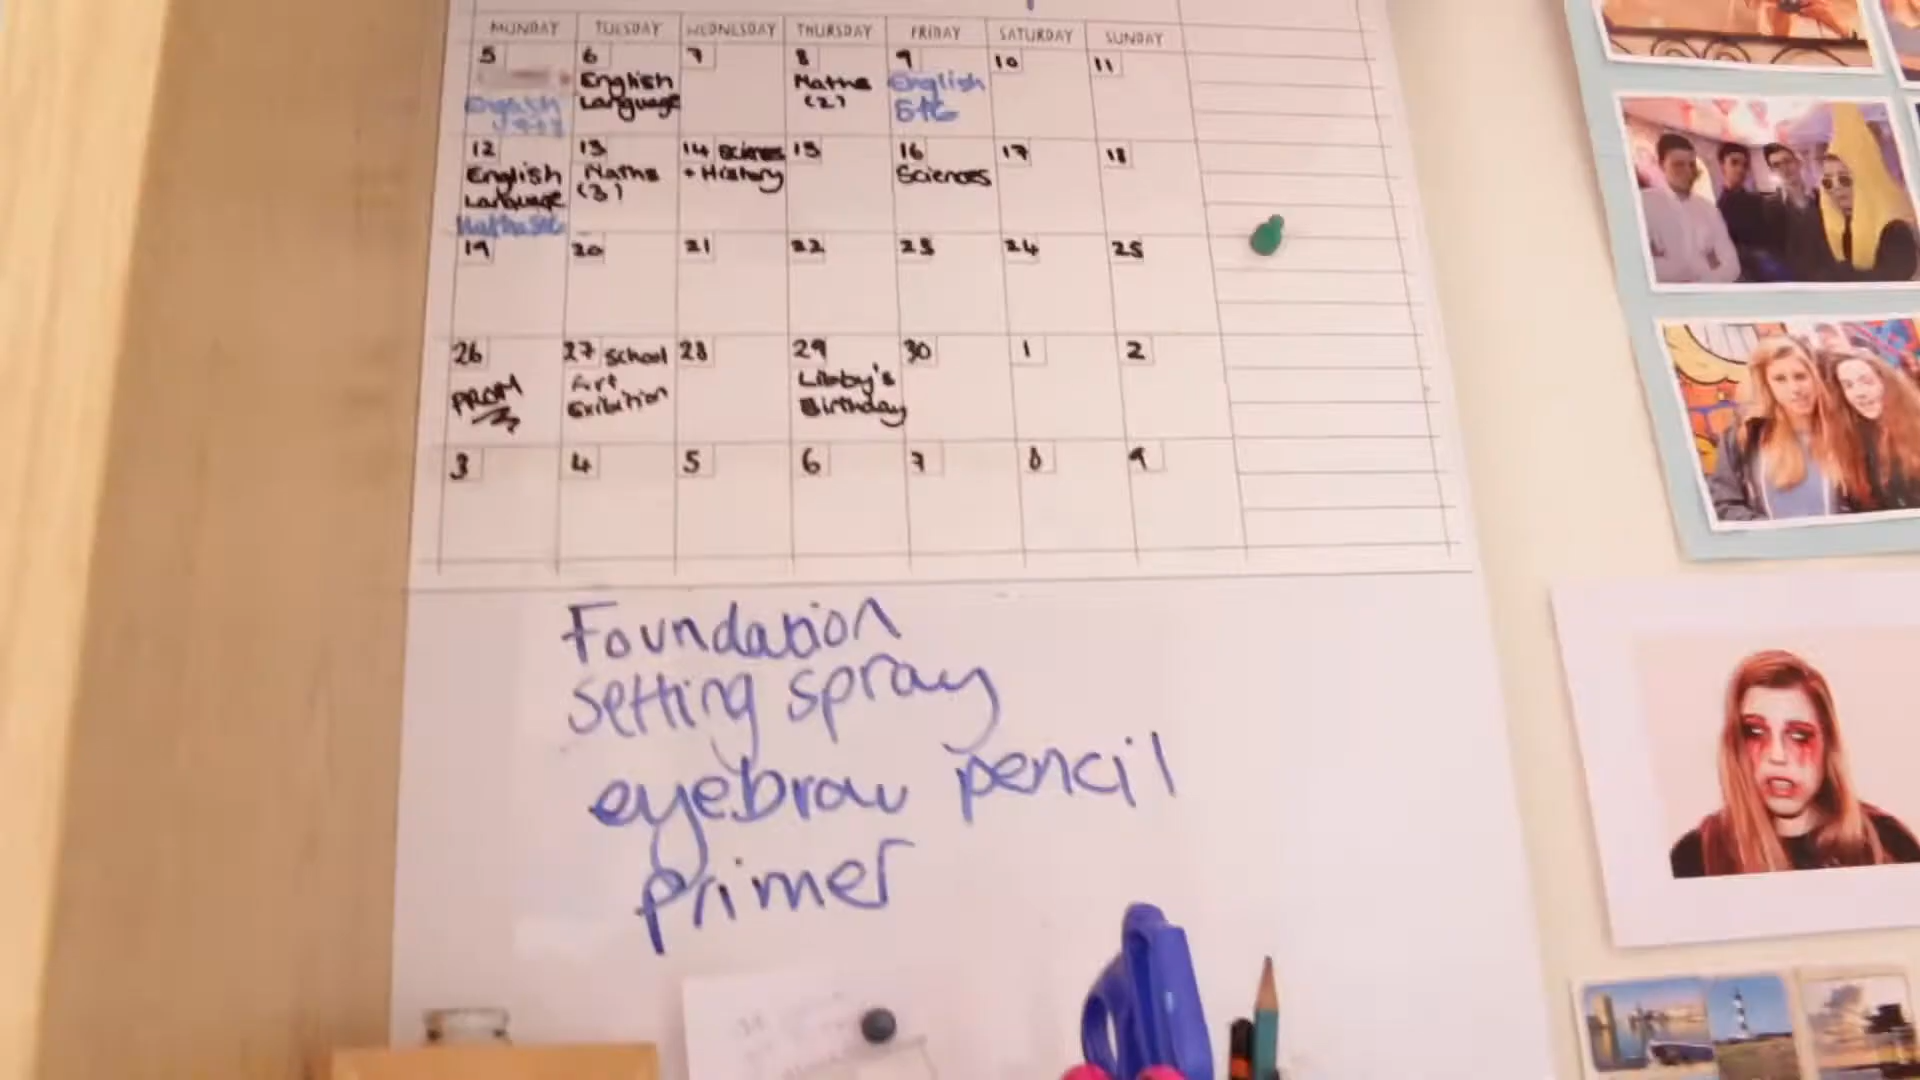 MONDAY TUESDAY WEDNESDAY THURSDAY FRIDAY SATURDAY SUNDAY
5
English
6
English
Language
7
8
Maths
(2)
9
English
Etc
10
11
12
English
Language
13
Maths
(3)
14 Sciences
+ History
15
16
Sciences
17
18
19
20
21
22
23
24
25
26
PROM
27 School
Art
Exibition
28
29
Libby's
Birthday
30
1
2
3
4
5
6
7
8
9
Foundation
setting spray
eyebrow pencil
primer